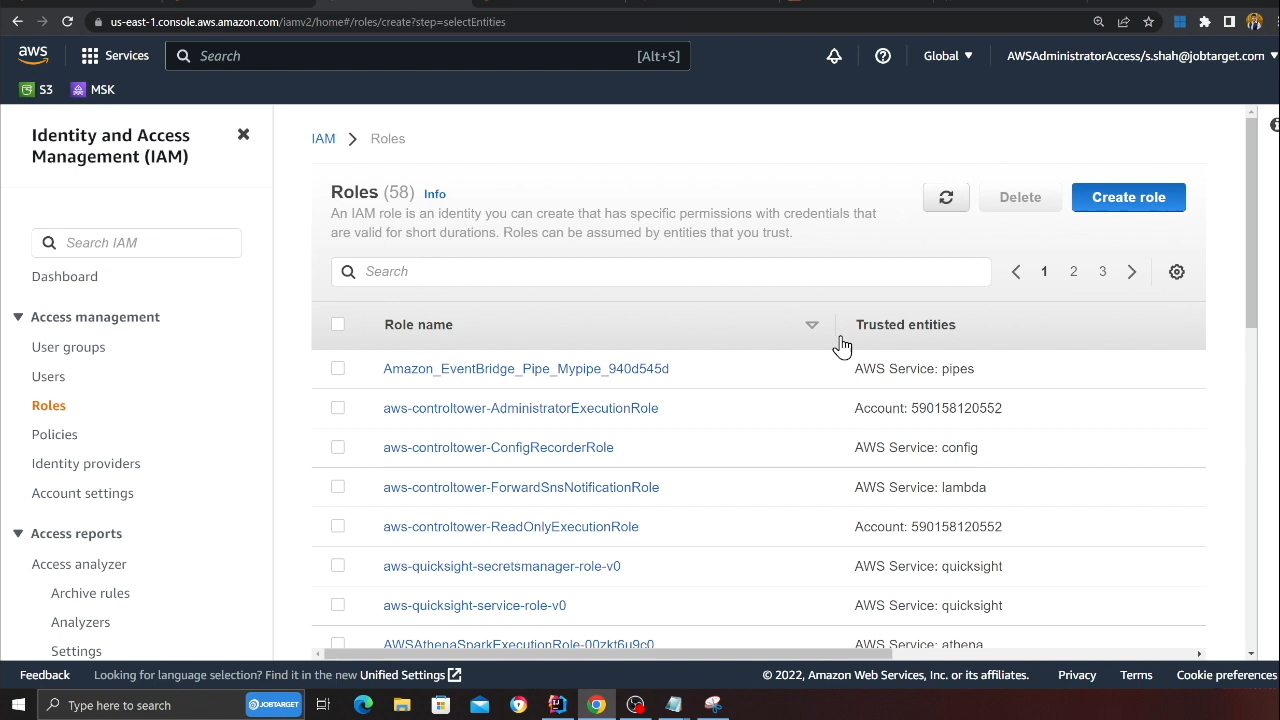 us-east-1.console.aws.amazon.com/iamv2/home#/roles/create?step=selectEntities
aws
Services
Search
[Alt+S]
Global
AWSAdministratorAccess/s.shah@jobtarget.com
S3
MSK
Identity and Access
Management (IAM)
Search IAM
Dashboard
Access management
User groups
Users
Roles
Policies
Identity providers
Account settings
Access reports
Access analyzer
Archive rules
Analyzers
Settings
IAM
Roles
Roles (58)
Info
An IAM role is an identity you can create that has specific permissions with credentials that
are valid for short durations. Roles can be assumed by entities that you trust.
Delete
Create role
Search
1
2
3
Role name
Trusted entities
Amazon_EventBridge_Pipe_Mypipe_940d545d
AWS Service: pipes
aws-controltower-AdministratorExecutionRole
Account: 590158120552
aws-controltower-ConfigRecorderRole
AWS Service: config
aws-controltower-ForwardSnsNotificationRole
AWS Service: lambda
aws-controltower-ReadOnlyExecutionRole
Account: 590158120552
aws-quicksight-secretsmanager-role-v0
AWS Service: quicksight
aws-quicksight-service-role-v0
AWS Service: quicksight
AWSAthenaSparkExecutionRole-00zkt6u9c0
AWS Service: athena
Feedback
Looking for language selection? Find it in the new Unified Settings
© 2022, Amazon Web Services, Inc. or its affiliates.
Privacy
Terms
Cookie preferences
Type here to search
JOBTARGET